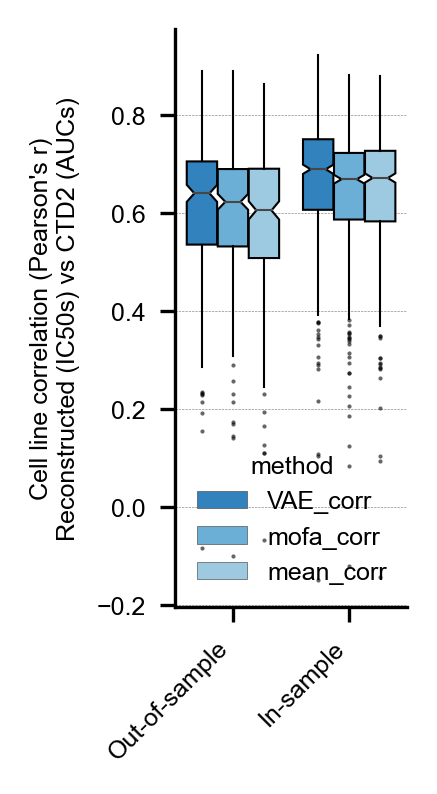 Cell line correlation (Pearson's r)
Reconstructed (IC50s) vs CTD2 (AUCs)
0.8
0.6
0.4
0.2
0.0
−0.2
method
VAE_corr
mofa_corr
mean_corr
Out-of-sample
In-sample